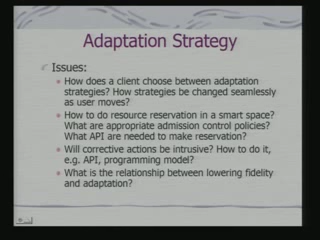 Adaptation Strategy
Issues:
How does a client choose between adaptation
strategies? How strategies be changed seamlessly
as user moves?
How to do resource reservation in a smart space?
What are appropriate admission control policies?
What API are needed to make reservation?
Will corrective actions be intrusive? How to do it,
e.g. API, programming model?
What is the relationship between lowering fidelity
and adaptation?